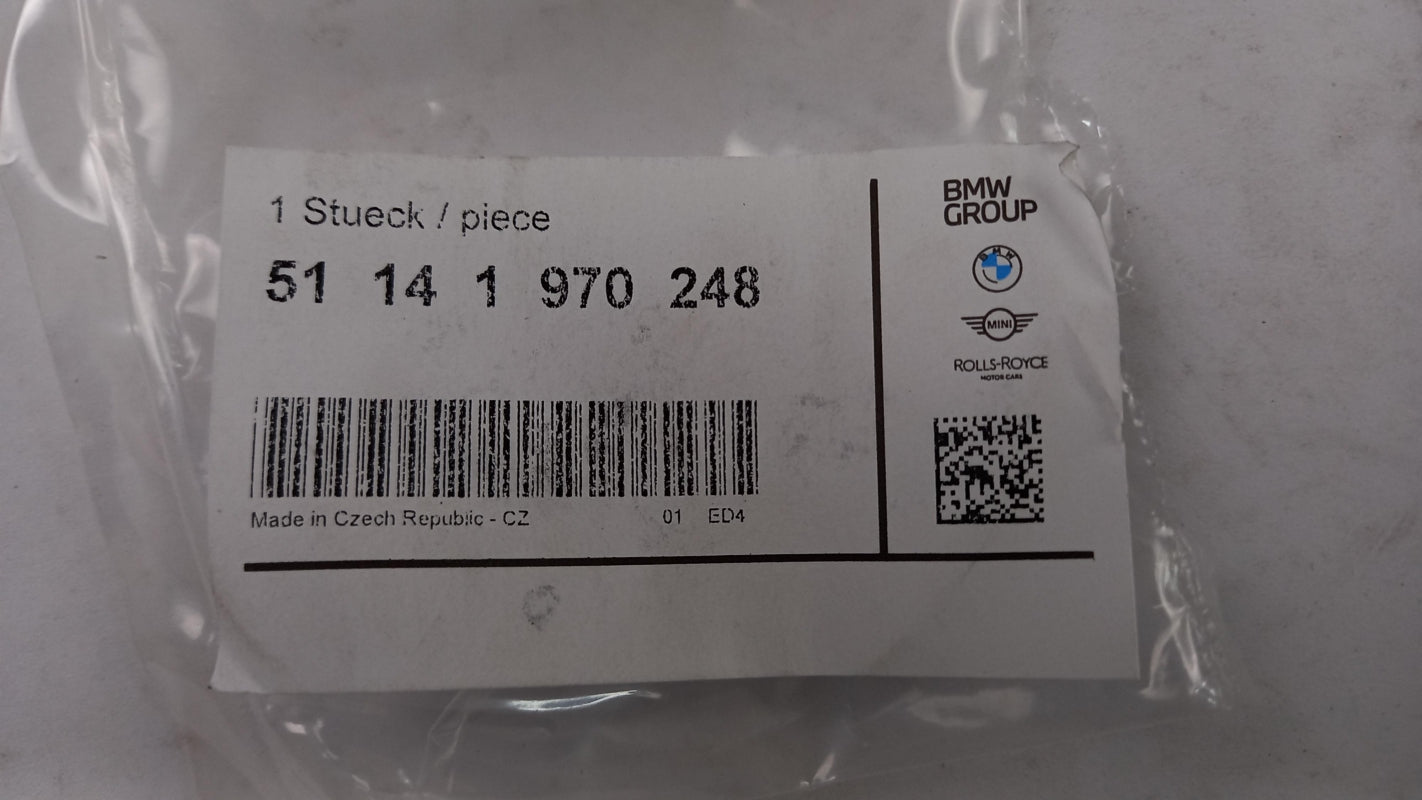 1 Stueck / piece
51 14 1 970 248
Made in Czech Republic - CZ 01 ED4
BMW
GROUP
BMW
MINI
ROLLS-ROYCE
MOTOR CARS